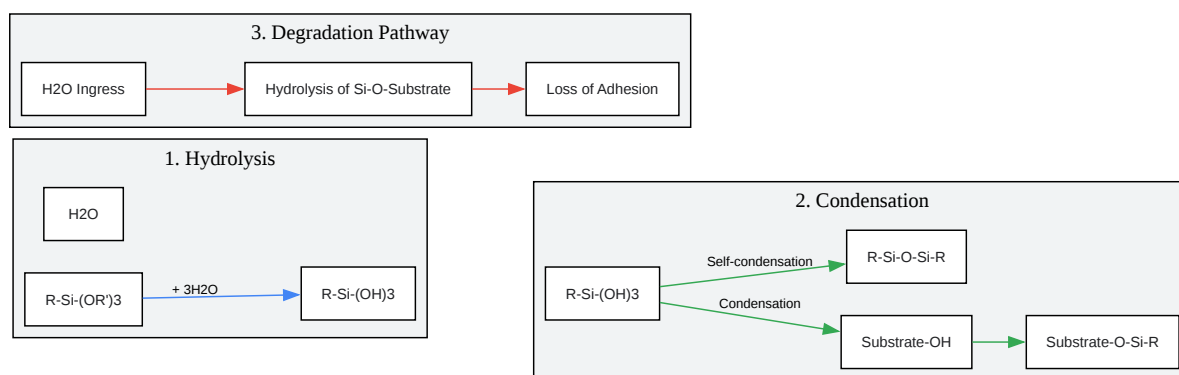 3. Degradation Pathway
H2O Ingress
Hydrolysis of Si-O-Substrate
Loss of Adhesion
1. Hydrolysis
H2O
R-Si-(OR')3
+ 3H2O
R-Si-(OH)3
2. Condensation
R-Si-(OH)3
Self-condensation
R-Si-O-Si-R
Condensation
Substrate-OH
Substrate-O-Si-R